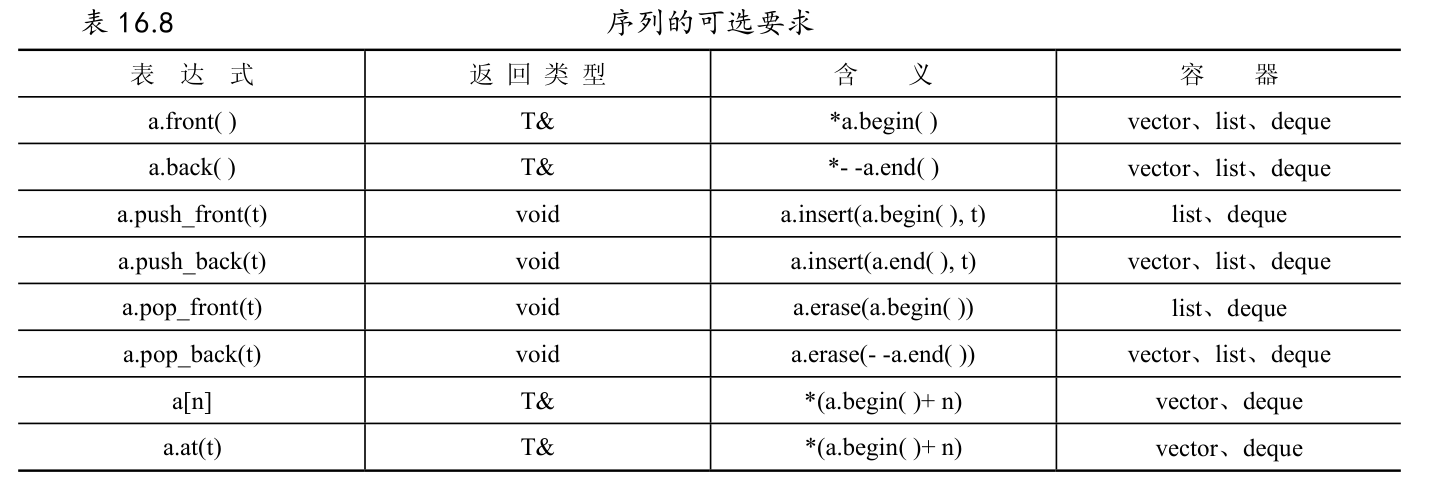 表 16.8 序列的可选要求
表 达 式 返 回 类 型 含 义 容 器
a.front( ) T& *a.begin( ) vector、list、deque
a.back( ) T& *- -a.end( ) vector、list、deque
a.push_front(t) void a.insert(a.begin( ), t) list、deque
a.push_back(t) void a.insert(a.end( ), t) vector、list、deque
a.pop_front(t) void a.erase(a.begin( )) list、deque
a.pop_back(t) void a.erase(- -a.end( )) vector、list、deque
a[n] T& *(a.begin( )+ n) vector、deque
a.at(t) T& *(a.begin( )+ n) vector、deque